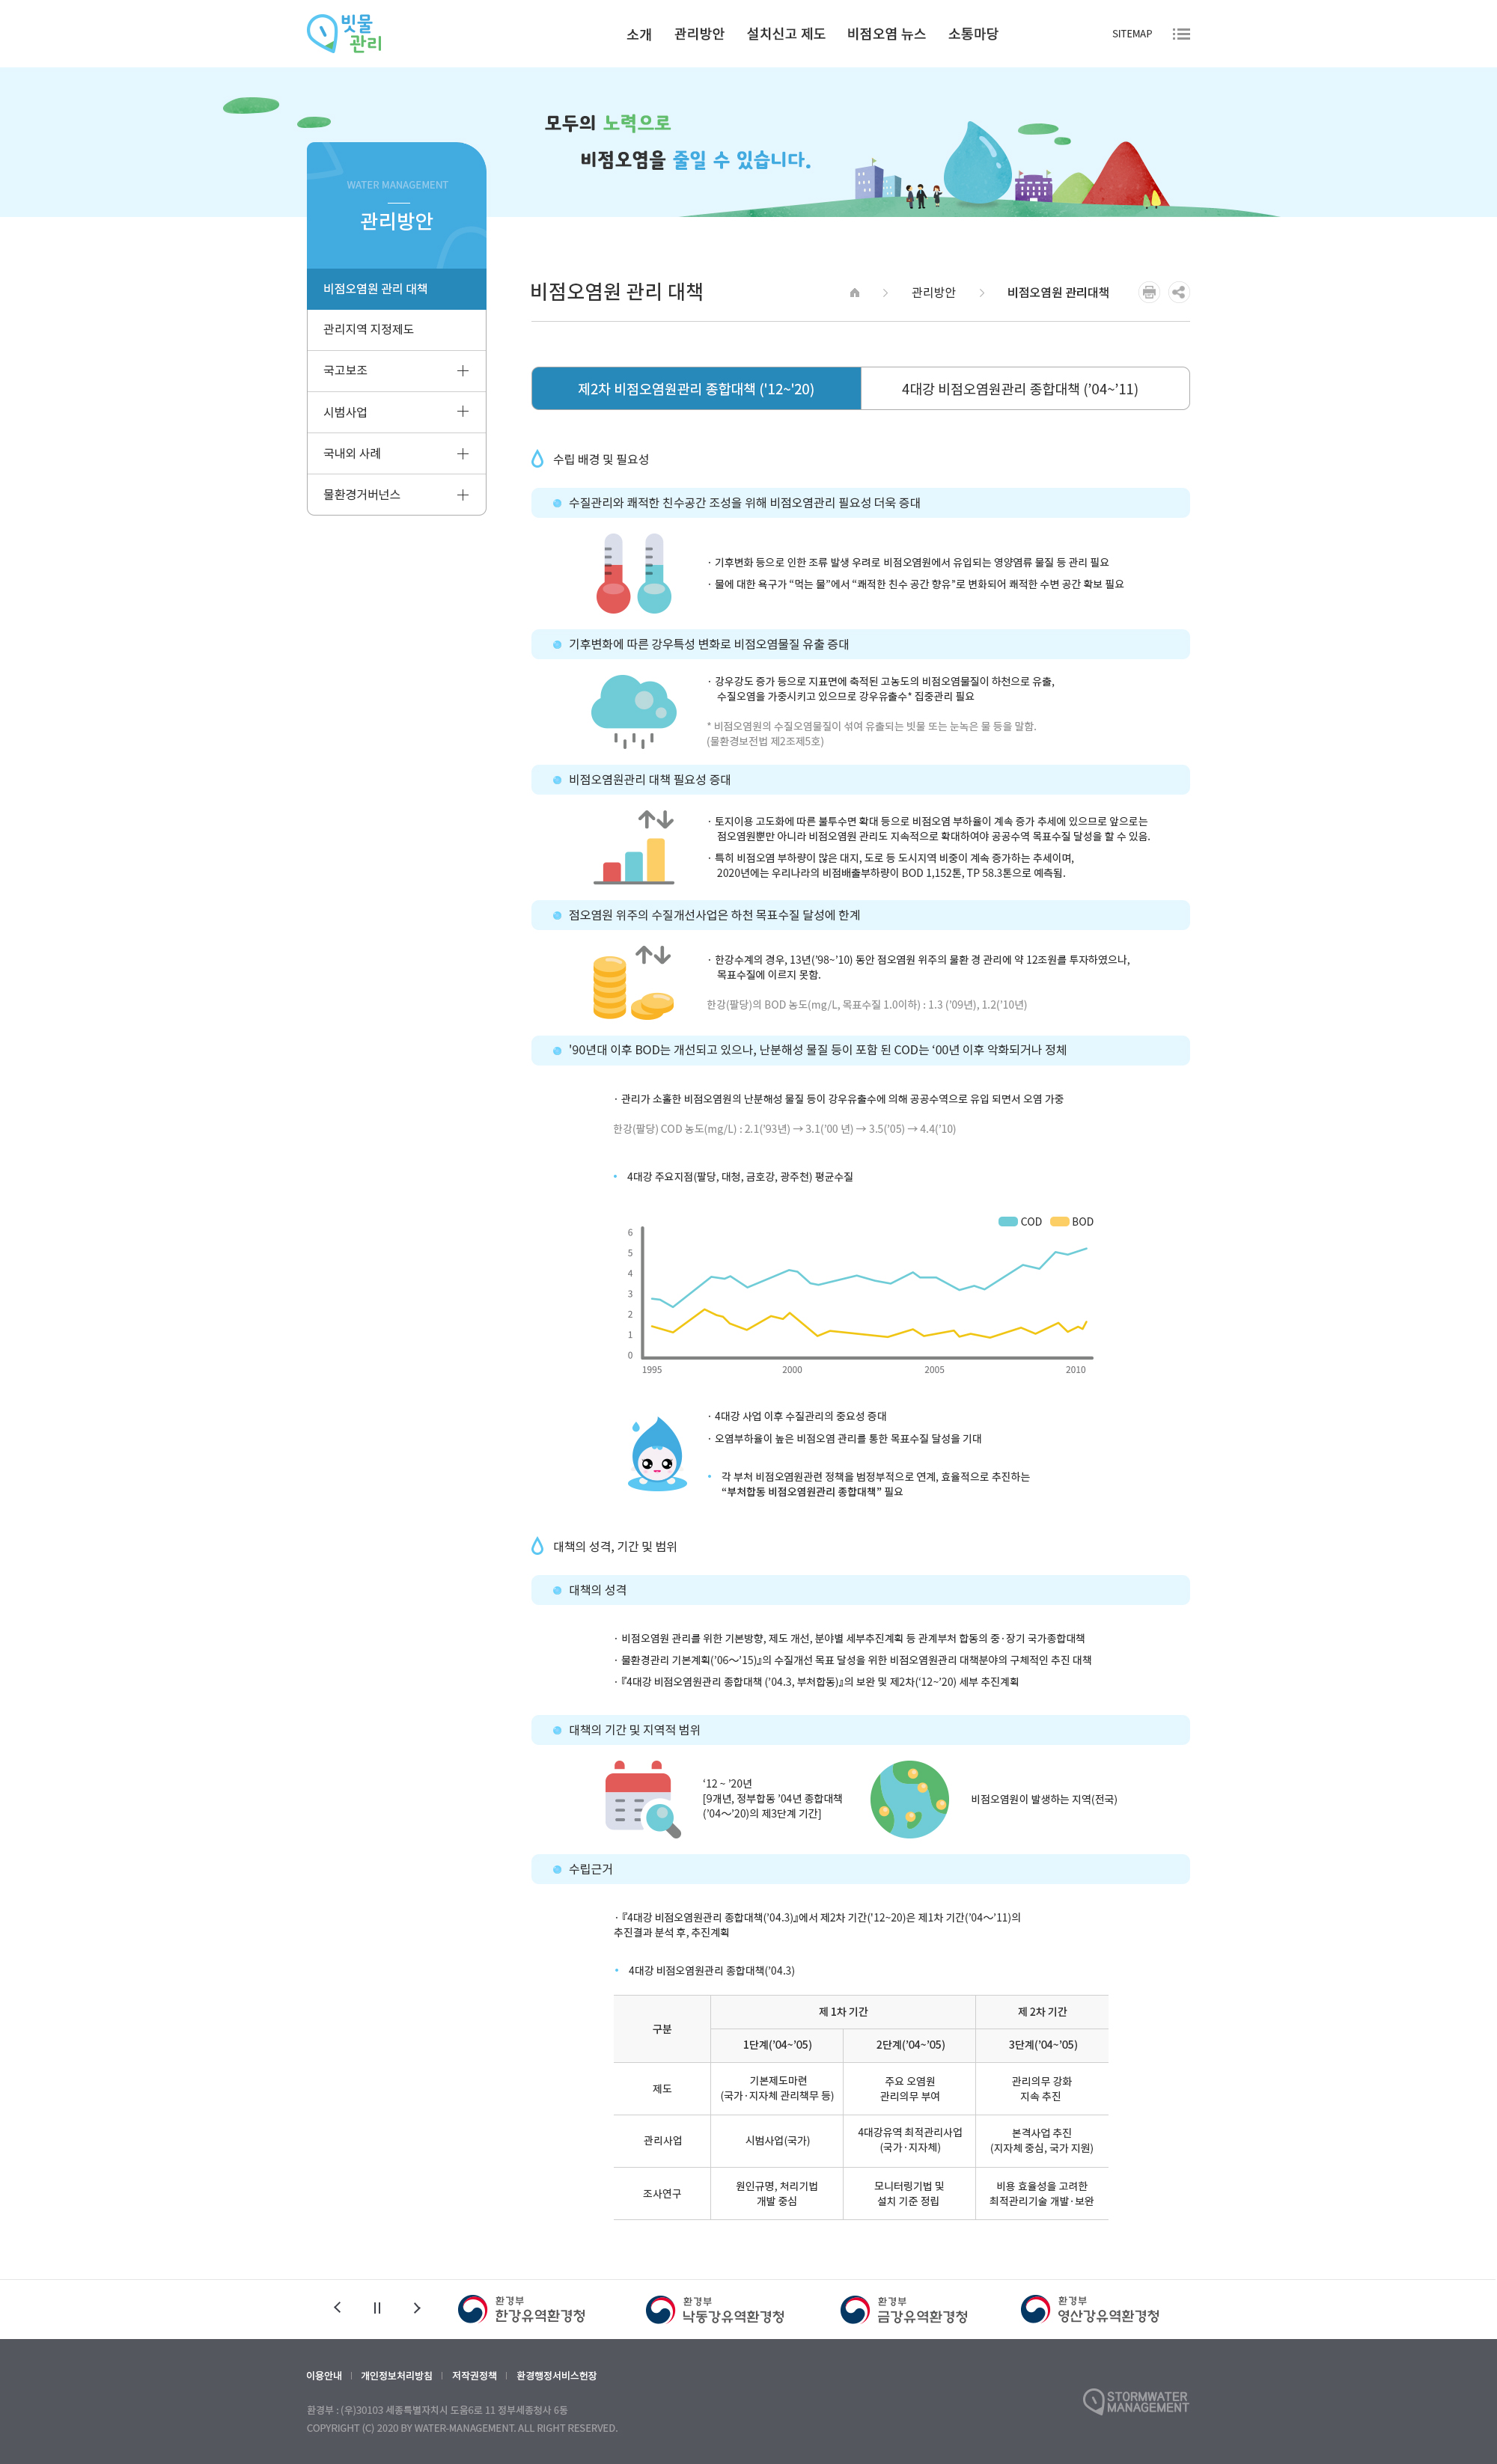 빗물
관리
소개 관리방안 설치신고 제도 비점오염 뉴스 소통마당 SITEMAP
모두의 노력으로
비점오염을 줄일 수 있습니다.
WATER MANAGEMENT
관리방안
비점오염원 관리 대책
관리지역 지정제도
국고보조
시범사업
국내외 사례
물환경거버넌스
비점오염원 관리 대책
관리방안 비점오염원 관리대책
제2차 비점오염원관리 종합대책 ('12~'20)
4대강 비점오염원관리 종합대책 (’04~’11)
수립 배경 및 필요성
수질관리와 쾌적한 친수공간 조성을 위해 비점오염관리 필요성 더욱 증대
· 기후변화 등으로 인한 조류 발생 우려로 비점오염원에서 유입되는 영양염류 물질 등 관리 필요
· 물에 대한 욕구가 “먹는 물”에서 “쾌적한 친수 공간 향유”로 변화되어 쾌적한 수변 공간 확보 필요
기후변화에 따른 강우특성 변화로 비점오염물질 유출 증대
· 강우강도 증가 등으로 지표면에 축적된 고농도의 비점오염물질이 하천으로 유출,
수질오염을 가중시키고 있으므로 강우유출수* 집중관리 필요
* 비점오염원의 수질오염물질이 섞여 유출되는 빗물 또는 눈녹은 물 등을 말함.
(물환경보전법 제2조제5호)
비점오염원관리 대책 필요성 증대
· 토지이용 고도화에 따른 불투수면 확대 등으로 비점오염 부하율이 계속 증가 추세에 있으므로 앞으로는
점오염원뿐만 아니라 비점오염원 관리도 지속적으로 확대하여야 공공수역 목표수질 달성을 할 수 있음.
· 특히 비점오염 부하량이 많은 대지, 도로 등 도시지역 비중이 계속 증가하는 추세이며,
2020년에는 우리나라의 비점배출부하량이 BOD 1,152톤, TP 58.3톤으로 예측됨.
점오염원 위주의 수질개선사업은 하천 목표수질 달성에 한계
· 한강수계의 경우, 13년(’98~’10) 동안 점오염원 위주의 물환 경 관리에 약 12조원를 투자하였으나,
목표수질에 이르지 못함.
한강(팔당)의 BOD 농도(mg/L, 목표수질 1.0이하) : 1.3 (’09년), 1.2(’10년)
’90년대 이후 BOD는 개선되고 있으나, 난분해성 물질 등이 포함 된 COD는 ‘00년 이후 악화되거나 정체
· 관리가 소홀한 비점오염원의 난분해성 물질 등이 강우유출수에 의해 공공수역으로 유입 되면서 오염 가중
한강(팔당) COD 농도(mg/L) : 2.1(’93년) → 3.1(’00 년) → 3.5(’05) → 4.4(’10)
4대강 주요지점(팔당, 대청, 금호강, 광주천) 평균수질
COD BOD
6
5
4
3
2
1
0
1995 2000 2005 2010
· 4대강 사업 이후 수질관리의 중요성 증대
· 오염부하율이 높은 비점오염 관리를 통한 목표수질 달성을 기대
각 부처 비점오염원관련 정책을 범정부적으로 연계, 효율적으로 추진하는
“부처합동 비점오염원관리 종합대책” 필요
대책의 성격, 기간 및 범위
대책의 성격
· 비점오염원 관리를 위한 기본방향, 제도 개선, 분야별 세부추진계획 등 관계부처 합동의 중·장기 국가종합대책
· 물환경관리 기본계획(’06～’15)』의 수질개선 목표 달성을 위한 비점오염원관리 대책분야의 구체적인 추진 대책
· 『4대강 비점오염원관리 종합대책 (’04.3, 부처합동)』의 보완 및 제2차(‘12~’20) 세부 추진계획
대책의 기간 및 지역적 범위
‘12 ~ ’20년
[9개년, 정부합동 ’04년 종합대책
(’04～’20)의 제3단계 기간]
비점오염원이 발생하는 지역(전국)
수립근거
· 『4대강 비점오염원관리 종합대책(’04.3)』에서 제2차 기간(’12~20)은 제1차 기간(’04～’11)의
추진결과 분석 후, 추진계획
4대강 비점오염원관리 종합대책(’04.3)
구분 제 1차 기간 제 2차 기간
1단계(’04~’05) 2단계(’04~’05) 3단계(’04~’05)
제도 기본제도마련 주요 오염원 관리의무 강화
(국가·지자체 관리책무 등) 관리의무 부여 지속 추진
관리사업 시범사업(국가) 4대강유역 최적관리사업 본격사업 추진
(국가·지자체) (지자체 중심, 국가 지원)
조사연구 원인규명, 처리기법 모니터링기법 및 비용 효율성을 고려한
개발 중심 설치 기준 정립 최적관리기술 개발·보완
환경부 환경부 환경부 환경부
한강유역환경청 낙동강유역환경청 금강유역환경청 영산강유역환경청
이용안내 개인정보처리방침 저작권정책 환경행정서비스헌장
환경부 : (우)30103 세종특별자치시 도움6로 11 정부세종청사 6동
COPYRIGHT (C) 2020 BY WATER-MANAGEMENT. ALL RIGHT RESERVED.
STORMWATER
MANAGEMENT